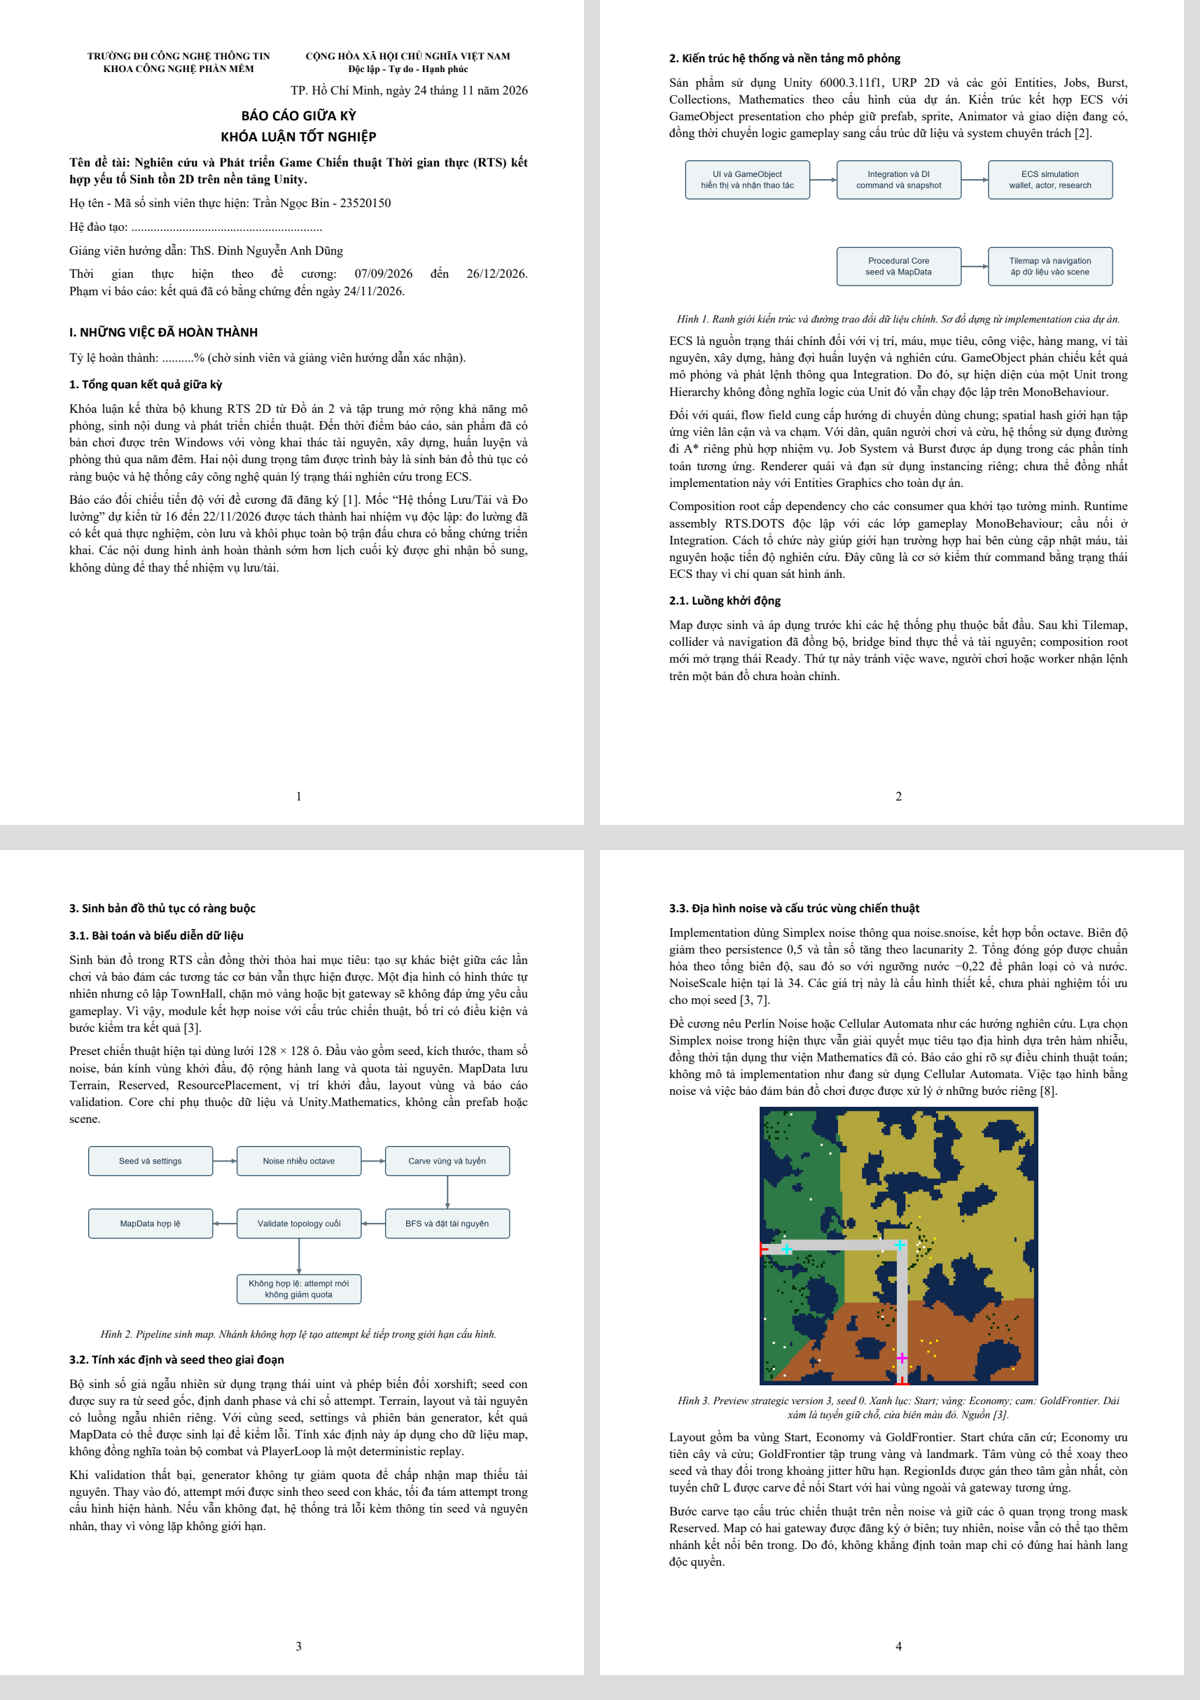 TRƯỜNG ĐH CÔNG NGHỆ THÔNG TIN
KHOA CÔNG NGHỆ PHẦN MỀM
CỘNG HÒA XÃ HỘI CHỦ NGHĨA VIỆT NAM
Độc lập - Tự do - Hạnh phúc
TP. Hồ Chí Minh, ngày 24 tháng 11 năm 2026
BÁO CÁO GIỮA KỲ
KHÓA LUẬN TỐT NGHIỆP
Tên đề tài: Nghiên cứu và Phát triển Game Chiến thuật Thời gian thực (RTS) kết
hợp yếu tố Sinh tồn 2D trên nền tảng Unity.
Họ tên - Mã số sinh viên thực hiện: Trần Ngọc Bin - 23520150
Hệ đào tạo: ............................................................
Giảng viên hướng dẫn: ThS. Đinh Nguyễn Anh Dũng
Thời gian thực hiện theo đề cương: 07/09/2026 đến 26/12/2026.
Phạm vi báo cáo: kết quả đã có bằng chứng đến ngày 24/11/2026.
I. NHỮNG VIỆC ĐÃ HOÀN THÀNH
Tỷ lệ hoàn thành: ..........% (chờ sinh viên và giảng viên hướng dẫn xác nhận).
1. Tổng quan kết quả giữa kỳ
Khóa luận kế thừa bộ khung RTS 2D từ Đồ án 2 và tập trung mở rộng khả năng mô
phỏng, sinh nội dung và phát triển chiến thuật. Đến thời điểm báo cáo, sản phẩm đã có
bản chơi được trên Windows với vòng khai thác tài nguyên, xây dựng, huấn luyện và
phòng thủ qua năm đêm. Hai nội dung trọng tâm được trình bày là sinh bản đồ thủ tục có
ràng buộc và hệ thống cây công nghệ quản lý trạng thái nghiên cứu trong ECS.
Báo cáo đối chiếu tiến độ với đề cương đã đăng ký [1]. Mốc “Hệ thống Lưu/Tải và Đo
lường” dự kiến từ 16 đến 22/11/2026 được tách thành hai nhiệm vụ độc lập: đo lường đã
có kết quả thực nghiệm, còn lưu và khôi phục toàn bộ trận đấu chưa có bằng chứng triển
khai. Các nội dung hình ảnh hoàn thành sớm hơn lịch cuối kỳ được ghi nhận bổ sung,
không dùng để thay thế nhiệm vụ lưu/tải.
1
2. Kiến trúc hệ thống và nền tảng mô phỏng
Sản phẩm sử dụng Unity 6000.3.11f1, URP 2D và các gói Entities, Jobs, Burst,
Collections, Mathematics theo cấu hình của dự án. Kiến trúc kết hợp ECS với
GameObject presentation cho phép giữ prefab, sprite, Animator và giao diện đang có,
đồng thời chuyển logic gameplay sang cấu trúc dữ liệu và system chuyên trách [2].
UI và GameObject
hiển thị và nhận thao tác
Integration và DI
command và snapshot
ECS simulation
wallet, actor, research
Procedural Core
seed và MapData
Tilemap và navigation
áp dữ liệu vào scene
Hình 1. Ranh giới kiến trúc và đường trao đổi dữ liệu chính. Sơ đồ dựng từ implementation của dự án.
ECS là nguồn trạng thái chính đối với vị trí, máu, mục tiêu, công việc, hàng mang, ví tài
nguyên, xây dựng, hàng đợi huấn luyện và nghiên cứu. GameObject phản chiếu kết quả
mô phỏng và phát lệnh thông qua Integration. Do đó, sự hiện diện của một Unit trong
Hierarchy không đồng nghĩa logic của Unit đó vẫn chạy độc lập trên MonoBehaviour.
Đối với quái, flow field cung cấp hướng di chuyển dùng chung; spatial hash giới hạn tập
ứng viên lân cận và va chạm. Với dân, quân người chơi và cừu, hệ thống sử dụng đường
đi A* riêng phù hợp nhiệm vụ. Job System và Burst được áp dụng trong các phần tính
toán tương ứng. Renderer quái và đạn sử dụng instancing riêng; chưa thể đồng nhất
implementation này với Entities Graphics cho toàn dự án.
Composition root cấp dependency cho các consumer qua khởi tạo tường minh. Runtime
assembly RTS.DOTS độc lập với các lớp gameplay MonoBehaviour; cầu nối ở
Integration. Cách tổ chức này giúp giới hạn trường hợp hai bên cùng cập nhật máu, tài
nguyên hoặc tiến độ nghiên cứu. Đây cũng là cơ sở kiểm thử command bằng trạng thái
ECS thay vì chỉ quan sát hình ảnh.
2.1. Luồng khởi động
Map được sinh và áp dụng trước khi các hệ thống phụ thuộc bắt đầu. Sau khi Tilemap,
collider và navigation đã đồng bộ, bridge bind thực thể và tài nguyên; composition root
mới mở trạng thái Ready. Thứ tự này tránh việc wave, người chơi hoặc worker nhận lệnh
trên một bản đồ chưa hoàn chỉnh.
2
3. Sinh bản đồ thủ tục có ràng buộc
3.1. Bài toán và biểu diễn dữ liệu
Sinh bản đồ trong RTS cần đồng thời thỏa hai mục tiêu: tạo sự khác biệt giữa các lần
chơi và bảo đảm các tương tác cơ bản vẫn thực hiện được. Một địa hình có hình thức tự
nhiên nhưng cô lập TownHall, chặn mỏ vàng hoặc bịt gateway sẽ không đáp ứng yêu cầu
gameplay. Vì vậy, module kết hợp noise với cấu trúc chiến thuật, bố trí có điều kiện và
bước kiểm tra kết quả [3].
Preset chiến thuật hiện tại dùng lưới 128 × 128 ô. Đầu vào gồm seed, kích thước, tham số
noise, bán kính vùng khởi đầu, độ rộng hành lang và quota tài nguyên. MapData lưu
Terrain, Reserved, ResourcePlacement, vị trí khởi đầu, layout vùng và báo cáo
validation. Core chỉ phụ thuộc dữ liệu và Unity.Mathematics, không cần prefab hoặc
scene.
Seed và settings
Noise nhiều octave
Carve vùng và tuyến
MapData hợp lệ
Validate topology cuối
BFS và đặt tài nguyên
Không hợp lệ: attempt mới
không giảm quota
Hình 2. Pipeline sinh map. Nhánh không hợp lệ tạo attempt kế tiếp trong giới hạn cấu hình.
3.2. Tính xác định và seed theo giai đoạn
Bộ sinh số giả ngẫu nhiên sử dụng trạng thái uint và phép biến đổi xorshift; seed con
được suy ra từ seed gốc, định danh phase và chỉ số attempt. Terrain, layout và tài nguyên
có luồng ngẫu nhiên riêng. Với cùng seed, settings và phiên bản generator, kết quả
MapData có thể được sinh lại để kiểm lỗi. Tính xác định này áp dụng cho dữ liệu map,
không đồng nghĩa toàn bộ combat và PlayerLoop là một deterministic replay.
Khi validation thất bại, generator không tự giảm quota để chấp nhận map thiếu tài
nguyên. Thay vào đó, attempt mới được sinh theo seed con khác, tối đa tám attempt trong
cấu hình hiện hành. Nếu vẫn không đạt, hệ thống trả lỗi kèm thông tin seed và nguyên
nhân, thay vì vòng lặp không giới hạn.
3
3.3. Địa hình noise và cấu trúc vùng chiến thuật
Implementation dùng Simplex noise thông qua noise.snoise, kết hợp bốn octave. Biên độ
giảm theo persistence 0,5 và tần số tăng theo lacunarity 2. Tổng đóng góp được chuẩn
hóa theo tổng biên độ, sau đó so với ngưỡng nước −0,22 để phân loại cỏ và nước.
NoiseScale hiện tại là 34. Các giá trị này là cấu hình thiết kế, chưa phải nghiệm tối ưu
cho mọi seed [3, 7].
Đề cương nêu Perlin Noise hoặc Cellular Automata như các hướng nghiên cứu. Lựa chọn
Simplex noise trong hiện thực vẫn giải quyết mục tiêu tạo địa hình dựa trên hàm nhiễu,
đồng thời tận dụng thư viện Mathematics đã có. Báo cáo ghi rõ sự điều chỉnh thuật toán;
không mô tả implementation như đang sử dụng Cellular Automata. Việc tạo hình bằng
noise và việc bảo đảm bản đồ chơi được được xử lý ở những bước riêng [8].
Hình 3. Preview strategic version 3, seed 0. Xanh lục: Start; vàng: Economy; cam: GoldFrontier. Dải
xám là tuyến giữ chỗ, cửa biên màu đỏ. Nguồn [3].
Layout gồm ba vùng Start, Economy và GoldFrontier. Start chứa căn cứ; Economy ưu
tiên cây và cừu; GoldFrontier tập trung vàng và landmark. Tâm vùng có thể xoay theo
seed và thay đổi trong khoảng jitter hữu hạn. RegionIds được gán theo tâm gần nhất, còn
tuyến chữ L được carve để nối Start với hai vùng ngoài và gateway tương ứng.
Bước carve tạo cấu trúc chiến thuật trên nền noise và giữ các ô quan trọng trong mask
Reserved. Map có hai gateway được đăng ký ở biên; tuy nhiên, noise vẫn có thể tạo thêm
nhánh kết nối bên trong. Do đó, không khẳng định toàn map chỉ có đúng hai hành lang
độc quyền.
4